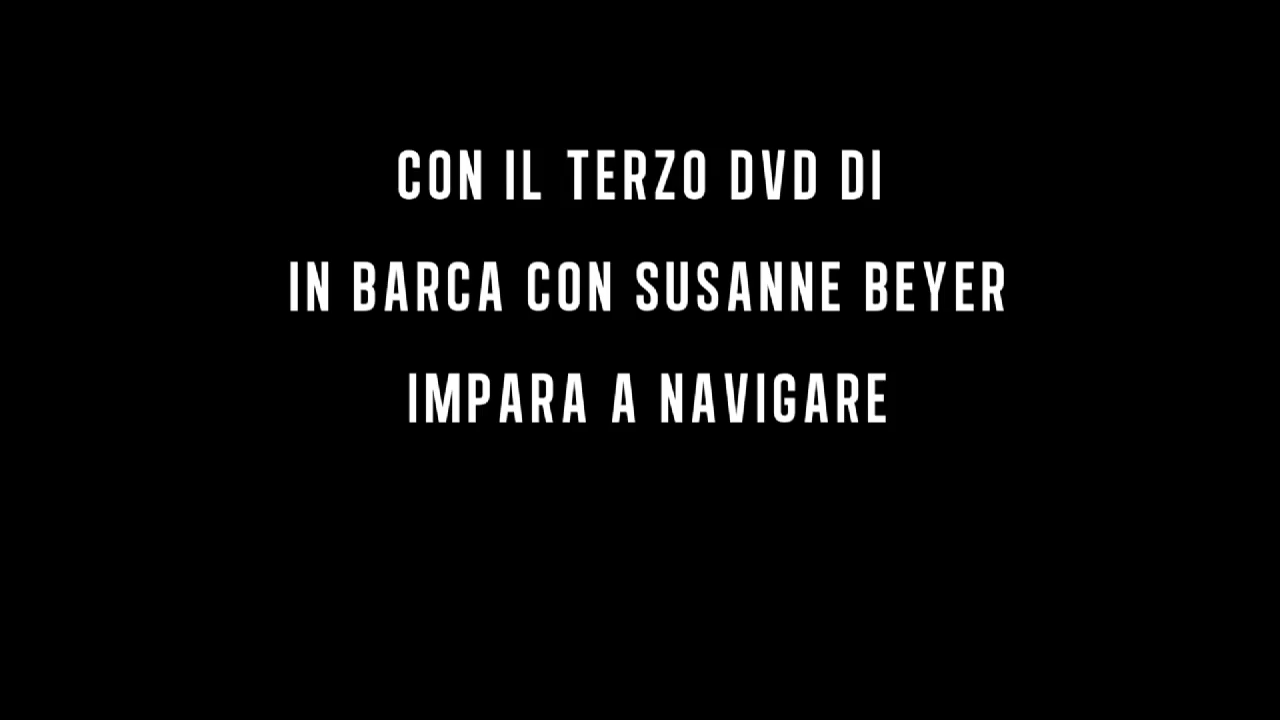 CON IL TERZO DVD DI
IN BARCA CON SUSANNE BEYER
IMPARA A NAVIGARE